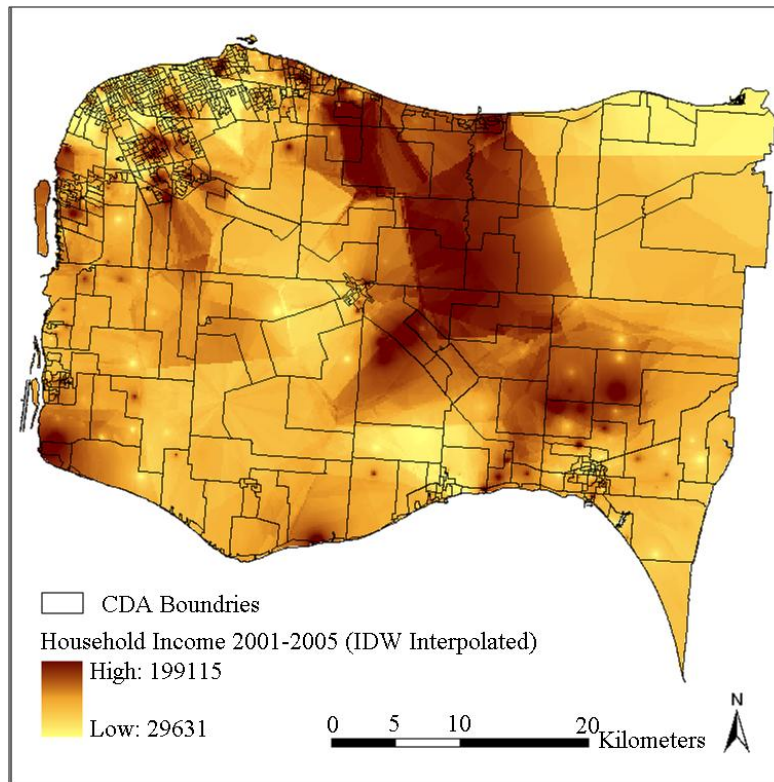 CDA Boundries
Household Income 2001-2005 (IDW Interpolated)
High: 199115
Low: 29631
0 5 10 20
Kilometers
N